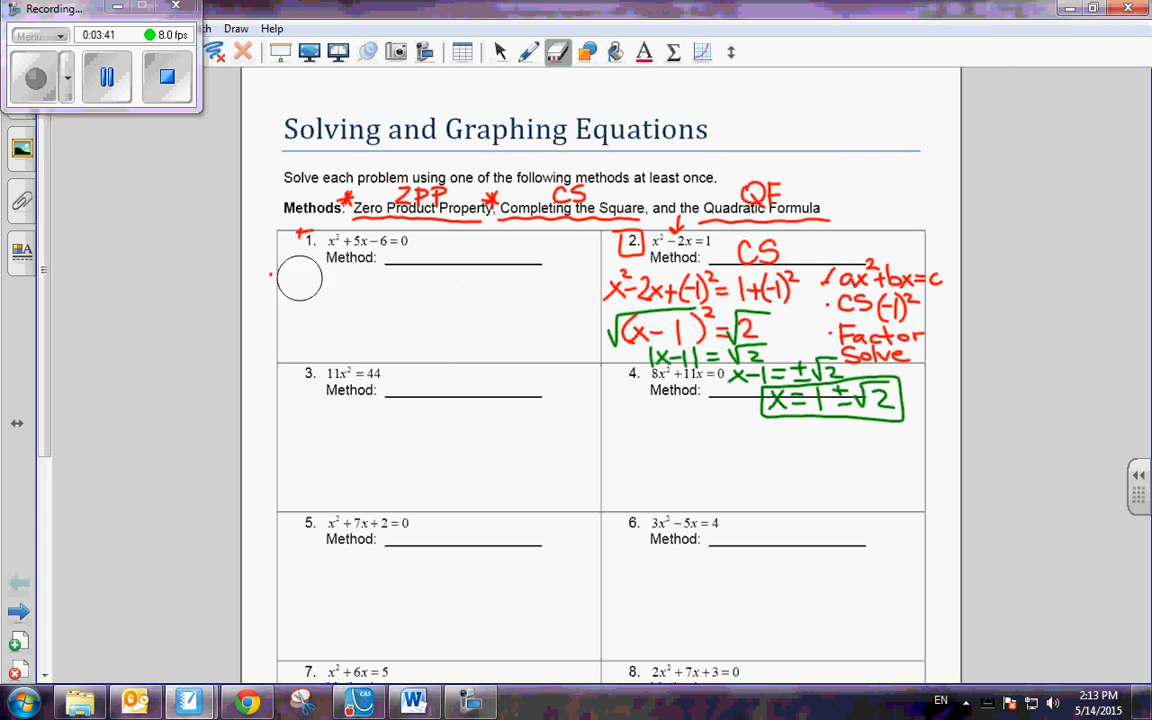 Recording...
Menu 00:03:41 8.0 fps
Draw Help
Solving and Graphing Equations
Solve each problem using one of the following methods at least once.
* ZPP * CS QF
Methods: Zero Product Property, Completing the Square, and the Quadratic Formula
1. x² + 5x − 6 = 0
Method:
2. x² − 2x = 1
Method: CS
x² - 2x + (-1)² = 1 + (-1)²
√(x - 1)² = √2
|x-1| = √2
x-1 = ±√2
x = 1 ± √2
ax² + bx = c
· CS (-1)²
· Factor
Solve
3. 11x² = 44
Method:
4. 8x² + 11x = 0
Method:
5. x² + 7x + 2 = 0
Method:
6. 3x² − 5x = 4
Method:
7. x² + 6x = 5
8. 2x² + 7x + 3 = 0
EN 2:13 PM
5/14/2015